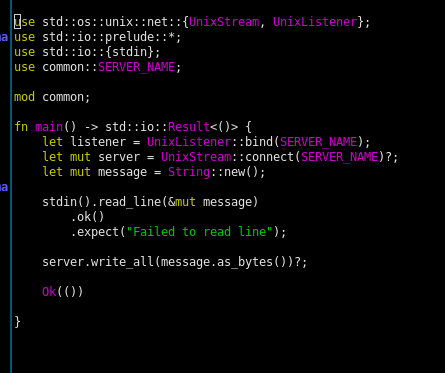 use std::os::unix::net::{UnixStream, UnixListener};
use std::io::prelude::*;
use std::io::{stdin};
use common::SERVER_NAME;
mod common;
fn main() -> std::io::Result<()> {
    let listener = UnixListener::bind(SERVER_NAME);
    let mut server = UnixStream::connect(SERVER_NAME)?;
    let mut message = String::new();
    stdin().read_line(&mut message)
        .ok()
        .expect("Failed to read line");
    server.write_all(message.as_bytes())?;
    Ok(())
}